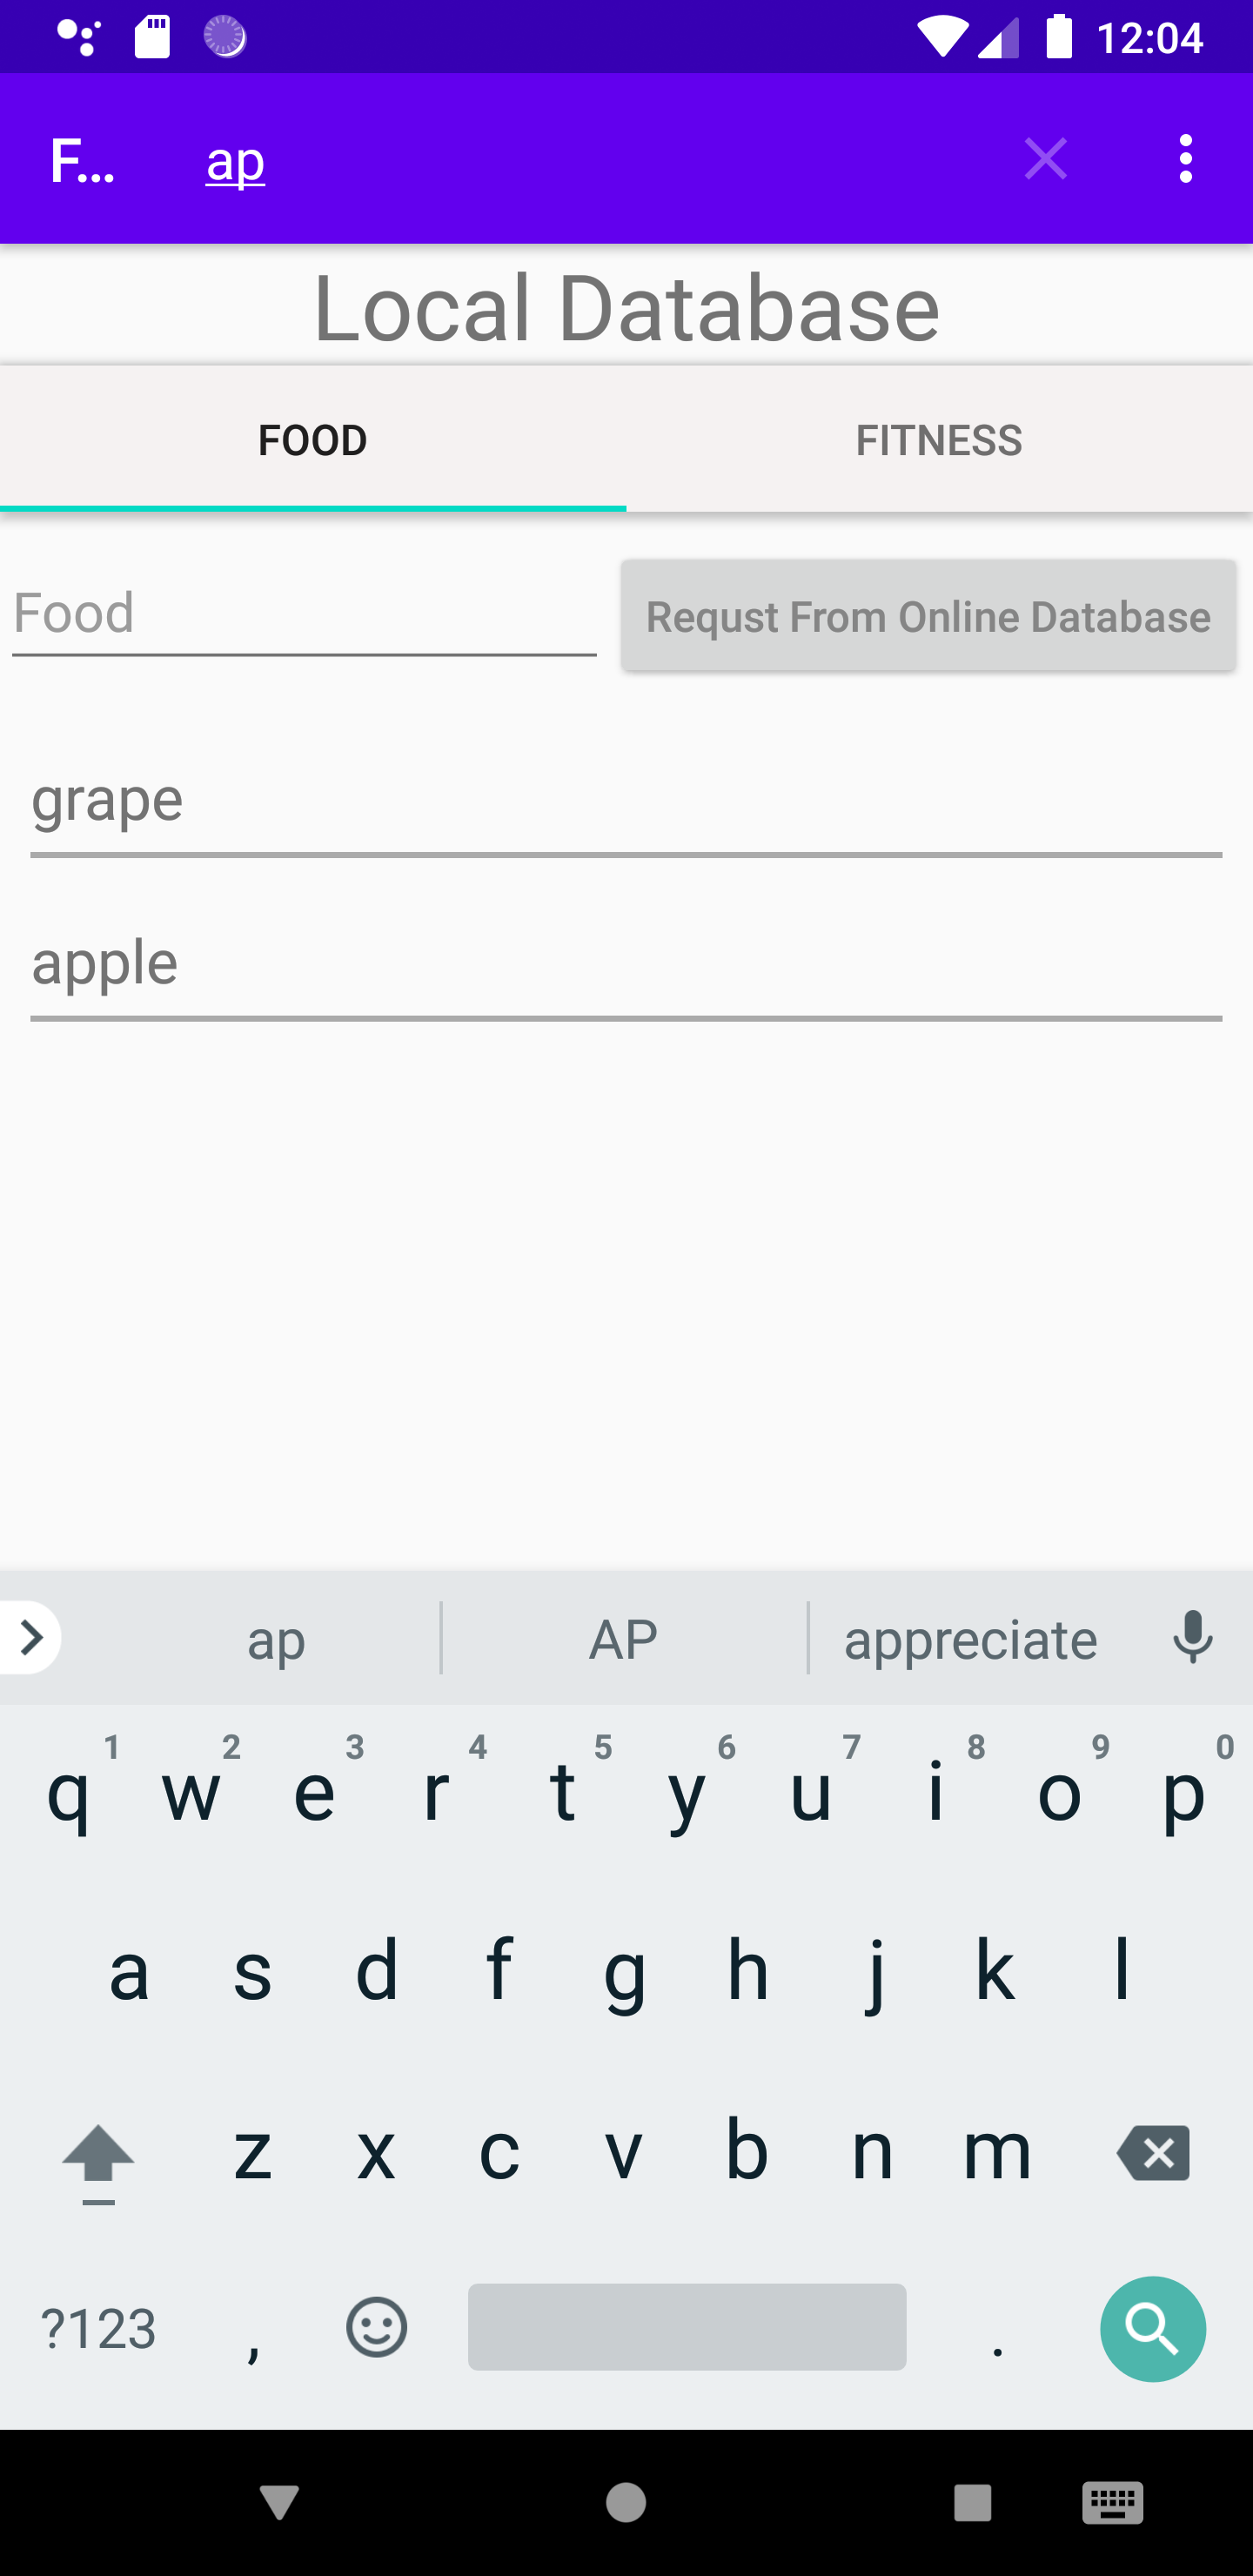 12:04
F... ap
Local Database
FOOD FITNESS
Food Requst From Online Database
grape
apple
ap AP appreciate
1 2 3 4 5 6 7 8 9 0
q w e r t y u i o p
a s d f g h j k l
z x c v b n m
?123 , .